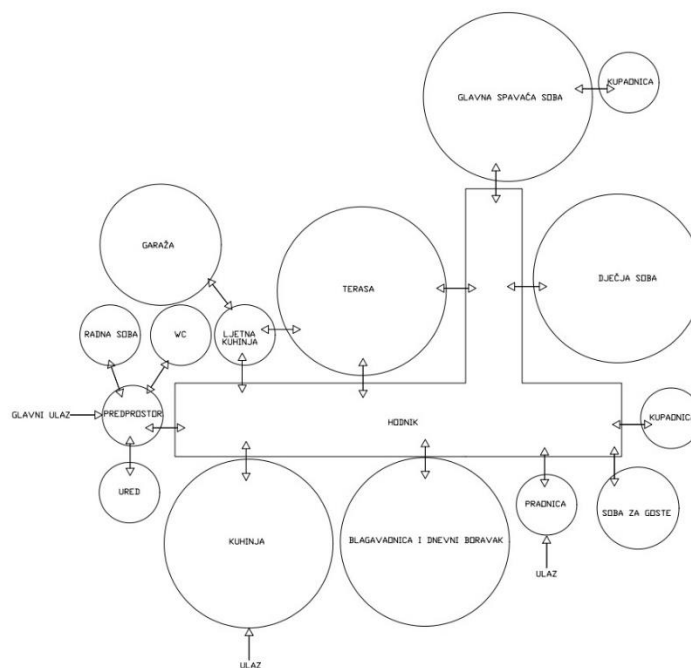 GLAVNA SPAVAĆA SOBA
KUPAONICA
GARAŽA
TERASA
DJEČJA SOBA
RADNA SOBA
WC
LJETNA
KUHINJA
GLAVNI ULAZ
PREDPROSTOR
HODNIK
KUPAONICA
URED
PRAONICA
SOBA ZA GOSTE
KUHINJA
BLAGAVAONICA I DNEVNI BORAVAK
ULAZ
ULAZ